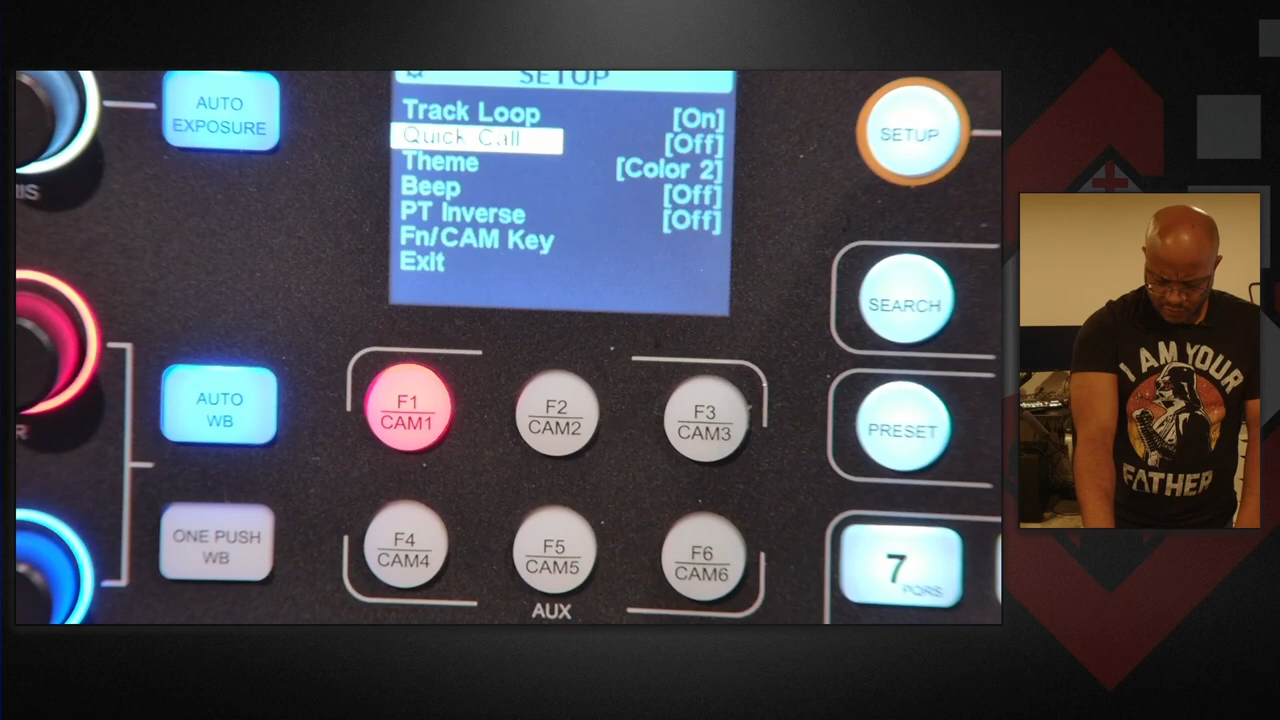 SETUP
Track Loop [On]
Quick Call [Off]
Theme [Color 2]
Beep [Off]
PT Inverse [Off]
Fn/CAM Key
Exit
AUTO
EXPOSURE
SETUP
SEARCH
AUTO
WB
F1
CAM1
F2
CAM2
F3
CAM3
PRESET
ONE PUSH
WB
F4
CAM4
F5
CAM5
F6
CAM6
AUX
7
PQRS
I AM YOUR
FATHER